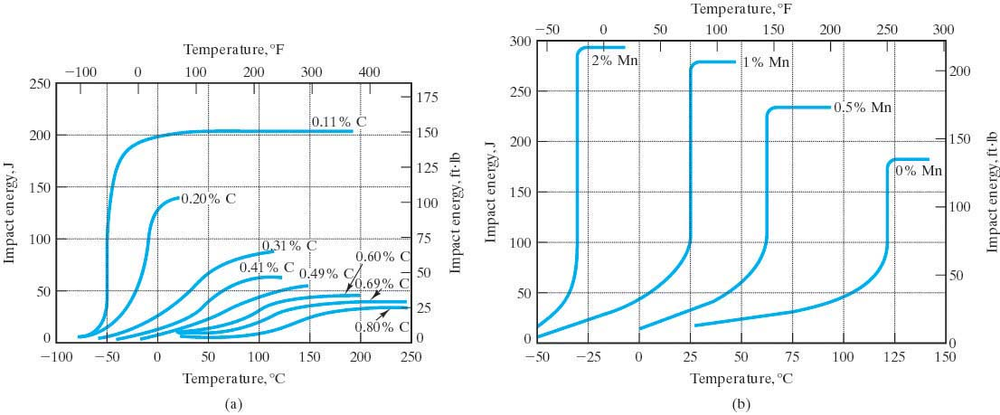 Temperature, °F
−100 0 100 200 300 400
250
200
150
100
50
0
Impact energy, J
175
150
125
100
75
50
25
0
Impact energy, ft·lb
0.11% C
0.20% C
0.31% C
0.41% C
0.49% C
0.60% C
0.69% C
0.80% C
−100 −50 0 50 100 150 200 250
Temperature, °C
(a)
Temperature, °F
−50 0 50 100 150 200 250 300
300
250
200
150
100
50
0
Impact energy, J
200
150
100
50
0
Impact energy, ft·lb
2% Mn
1% Mn
0.5% Mn
0% Mn
−50 −25 0 25 50 75 100 125 150
Temperature, °C
(b)